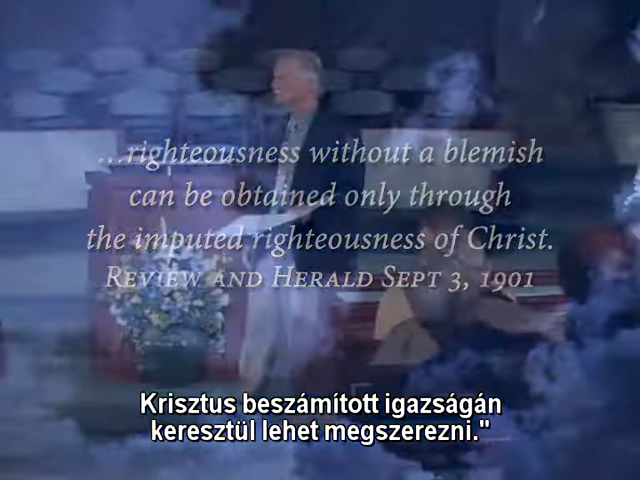 ...righteousness without a blemish
can be obtained only through
the imputed righteousness of Christ.
Review and Herald Sept 3, 1901
Krisztus beszámított igazságán
keresztül lehet megszerezni."